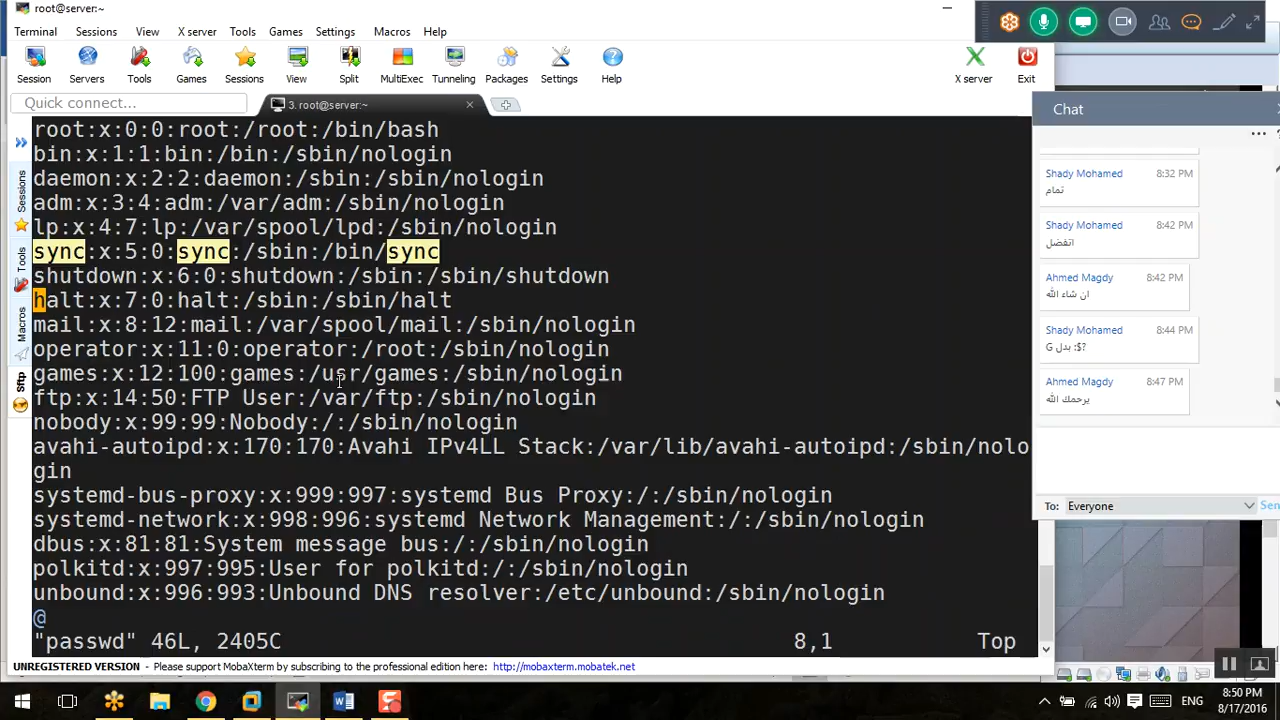 root@server:~
Terminal Sessions View X server Tools Games Settings Macros Help
Session Servers Tools Games Sessions View Split MultiExec Tunneling Packages Settings Help X server Exit
Quick connect...
3. root@server:~
Sessions
Tools
Macros
Sftp
root:x:0:0:root:/root:/bin/bash
bin:x:1:1:bin:/bin:/sbin/nologin
daemon:x:2:2:daemon:/sbin:/sbin/nologin
adm:x:3:4:adm:/var/adm:/sbin/nologin
lp:x:4:7:lp:/var/spool/lpd:/sbin/nologin
sync:x:5:0:sync:/sbin:/bin/sync
shutdown:x:6:0:shutdown:/sbin:/sbin/shutdown
halt:x:7:0:halt:/sbin:/sbin/halt
mail:x:8:12:mail:/var/spool/mail:/sbin/nologin
operator:x:11:0:operator:/root:/sbin/nologin
games:x:12:100:games:/usr/games:/sbin/nologin
ftp:x:14:50:FTP User:/var/ftp:/sbin/nologin
nobody:x:99:99:Nobody:/:/sbin/nologin
avahi-autoipd:x:170:170:Avahi IPv4LL Stack:/var/lib/avahi-autoipd:/sbin/nolo
gin
systemd-bus-proxy:x:999:997:systemd Bus Proxy:/:/sbin/nologin
systemd-network:x:998:996:systemd Network Management:/:/sbin/nologin
dbus:x:81:81:System message bus:/:/sbin/nologin
polkitd:x:997:995:User for polkitd:/:/sbin/nologin
unbound:x:996:993:Unbound DNS resolver:/etc/unbound:/sbin/nologin
@
"passwd" 46L, 2405C 8,1 Top
UNREGISTERED VERSION - Please support MobaXterm by subscribing to the professional edition here: http://mobaxterm.mobatek.net
Chat
Shady Mohamed 8:32 PM
تمام
Shady Mohamed 8:42 PM
اتفضل
Ahmed Magdy 8:42 PM
ان شاء الله
Shady Mohamed 8:44 PM
G بدل :$?
Ahmed Magdy 8:47 PM
يرحمك الله
To: Everyone Sen
ENG
8:50 PM
8/17/2016